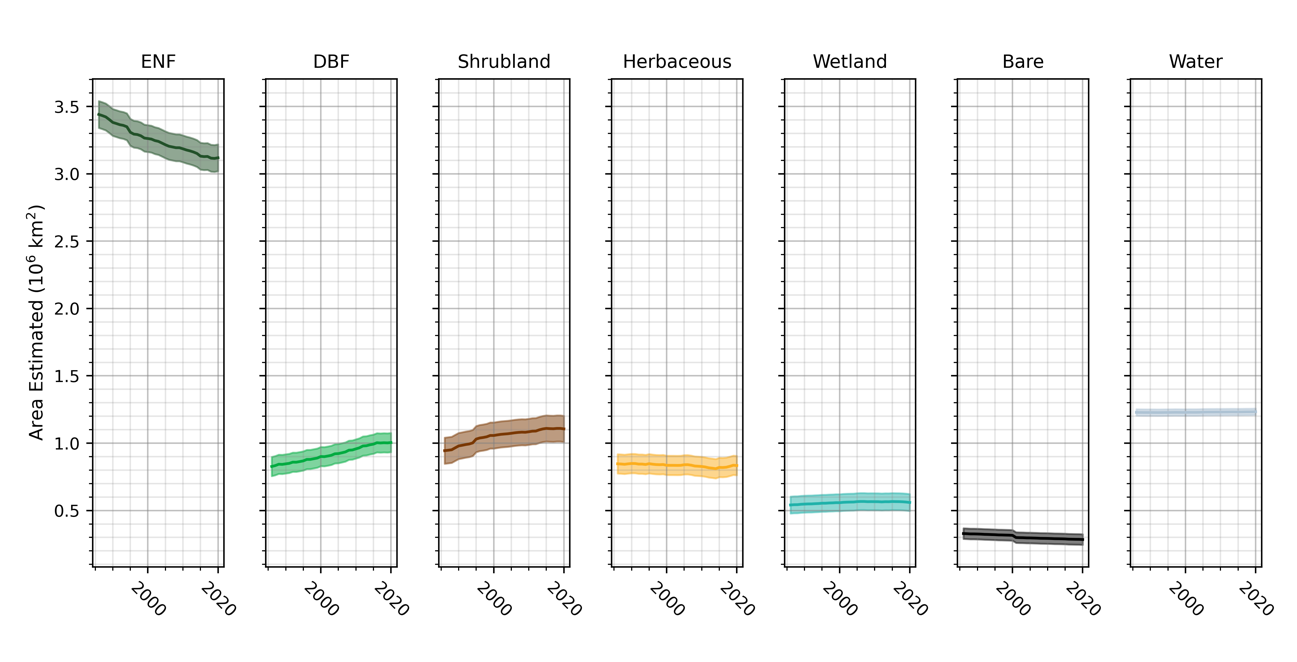 ENF DBF Shrubland Herbaceous Wetland Bare Water
Area Estimated (10⁶ km²)
3.5
3.0
2.5
2.0
1.5
1.0
0.5
2000 2020 2000 2020 2000 2020 2000 2020 2000 2020 2000 2020 2000 2020